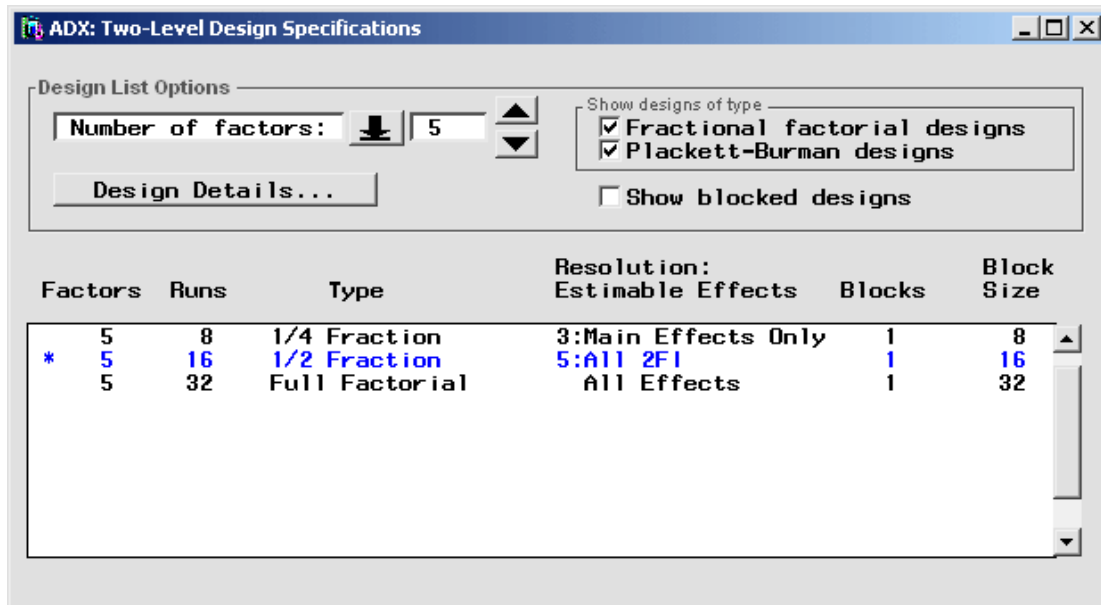 ADX: Two-Level Design Specifications
Design List Options
Number of factors: 5
Show designs of type
Fractional factorial designs
Plackett-Burman designs
Design Details...
Show blocked designs
Resolution: Block
Factors Runs Type Estimable Effects Blocks Size
5 8 1/4 Fraction 3:Main Effects Only 1 8
* 5 16 1/2 Fraction 5:All 2FI 1 16
5 32 Full Factorial All Effects 1 32